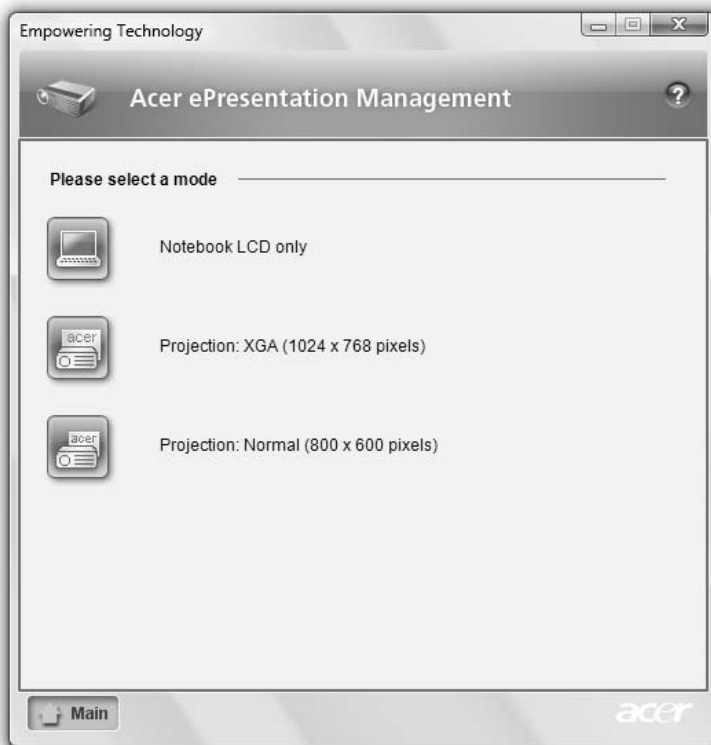 Empowering Technology
Acer ePresentation Management
?
Please select a mode
Notebook LCD only
acer
Projection: XGA (1024 x 768 pixels)
acer
Projection: Normal (800 x 600 pixels)
Main
acer